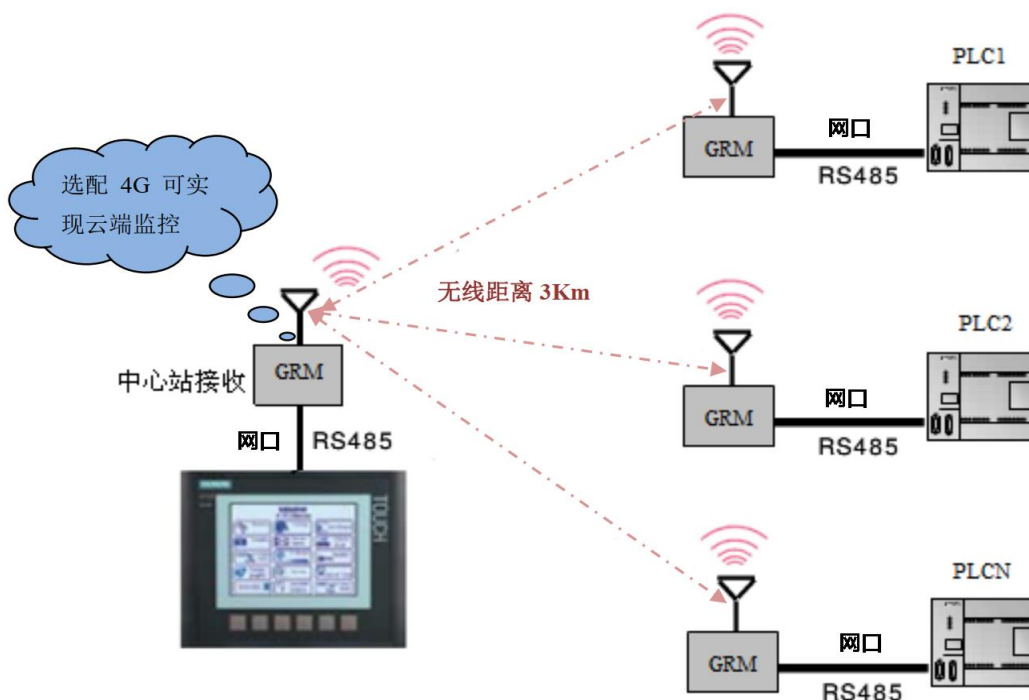 PLC1
网口
GRM
RS485
选配 4G 可实
现云端监控
无线距离 3Km
PLC2
GRM
中心站接收
网口
GRM
RS485
网口 RS485
TOUCH
PLCN
网口
GRM
RS485